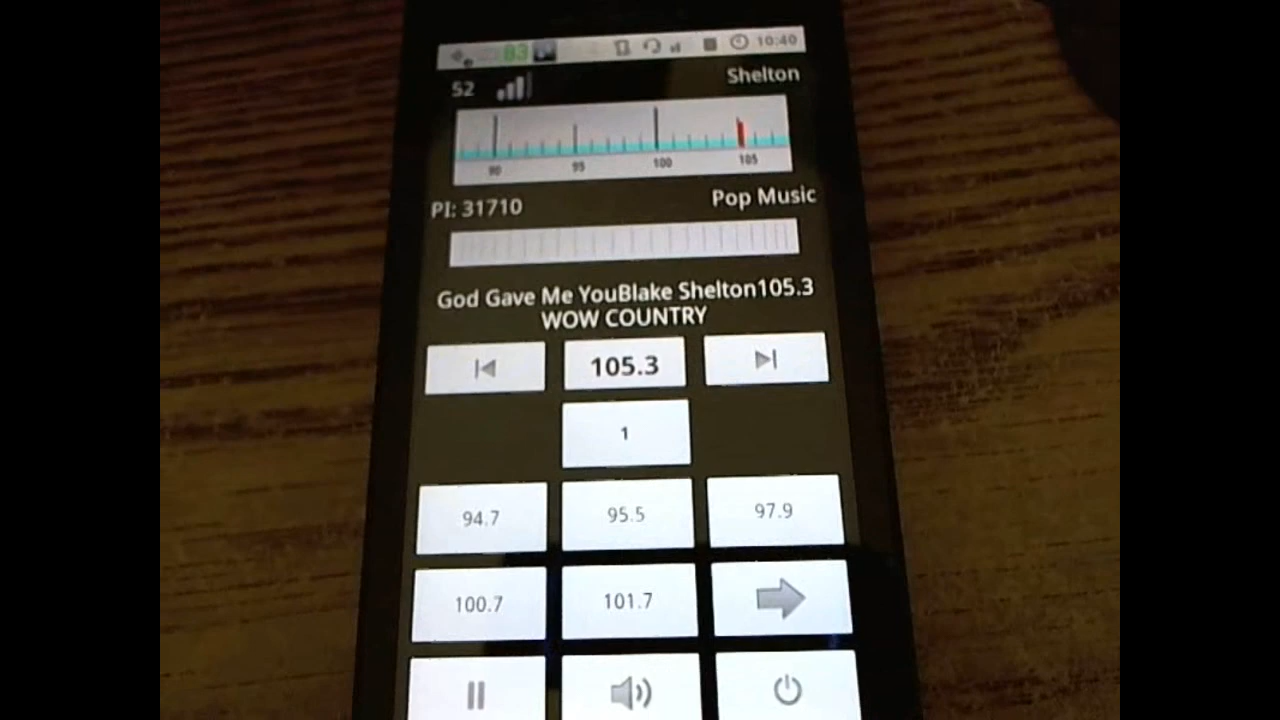 83 10:40
52 Shelton
90 95 100 105
PI: 31710 Pop Music
God Gave Me YouBlake Shelton105.3
WOW COUNTRY
105.3
1
94.7 95.5 97.9
100.7 101.7